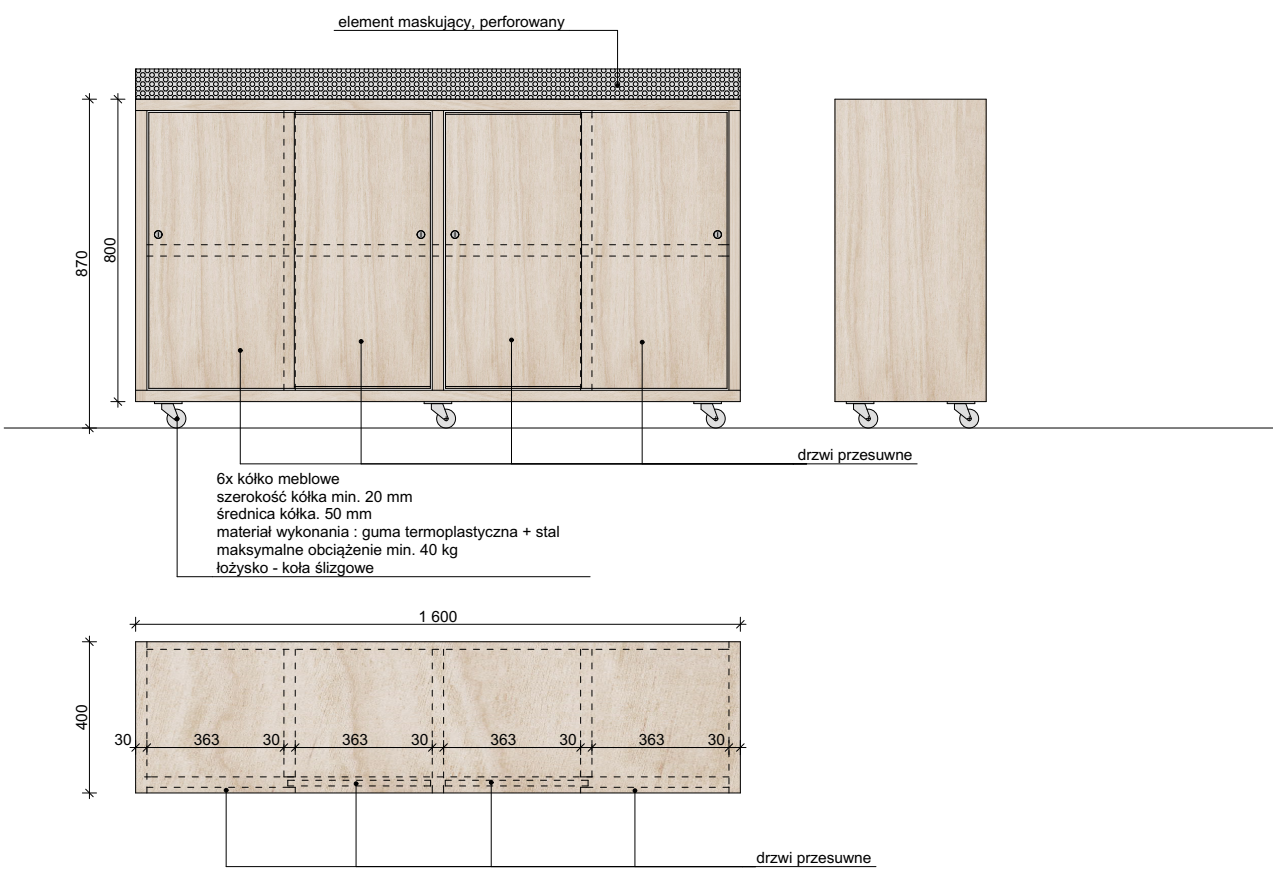 element maskujący, perforowany
870
800
drzwi przesuwne
6x kółko meblowe
szerokość kółka min. 20 mm
średnica kółka. 50 mm
materiał wykonania : guma termoplastyczna + stal
maksymalne obciążenie min. 40 kg
łożysko - koła ślizgowe
1 600
400
30 363 30 363 30 363 30 363 30
drzwi przesuwne